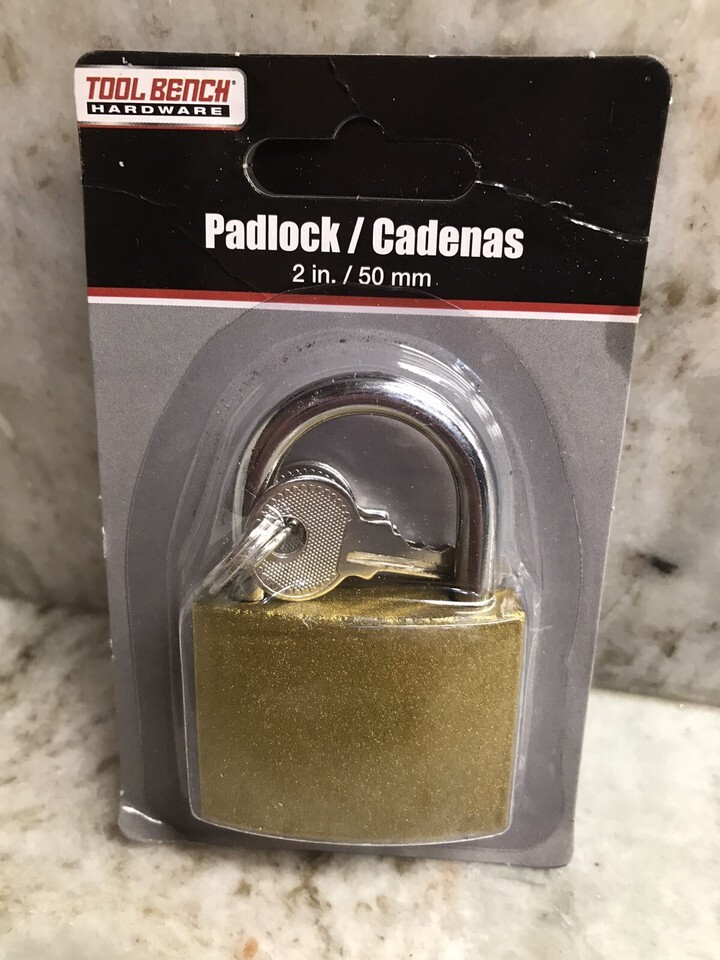 TOOL BENCH®
HARDWARE
Padlock / Cadenas
2 in. / 50 mm